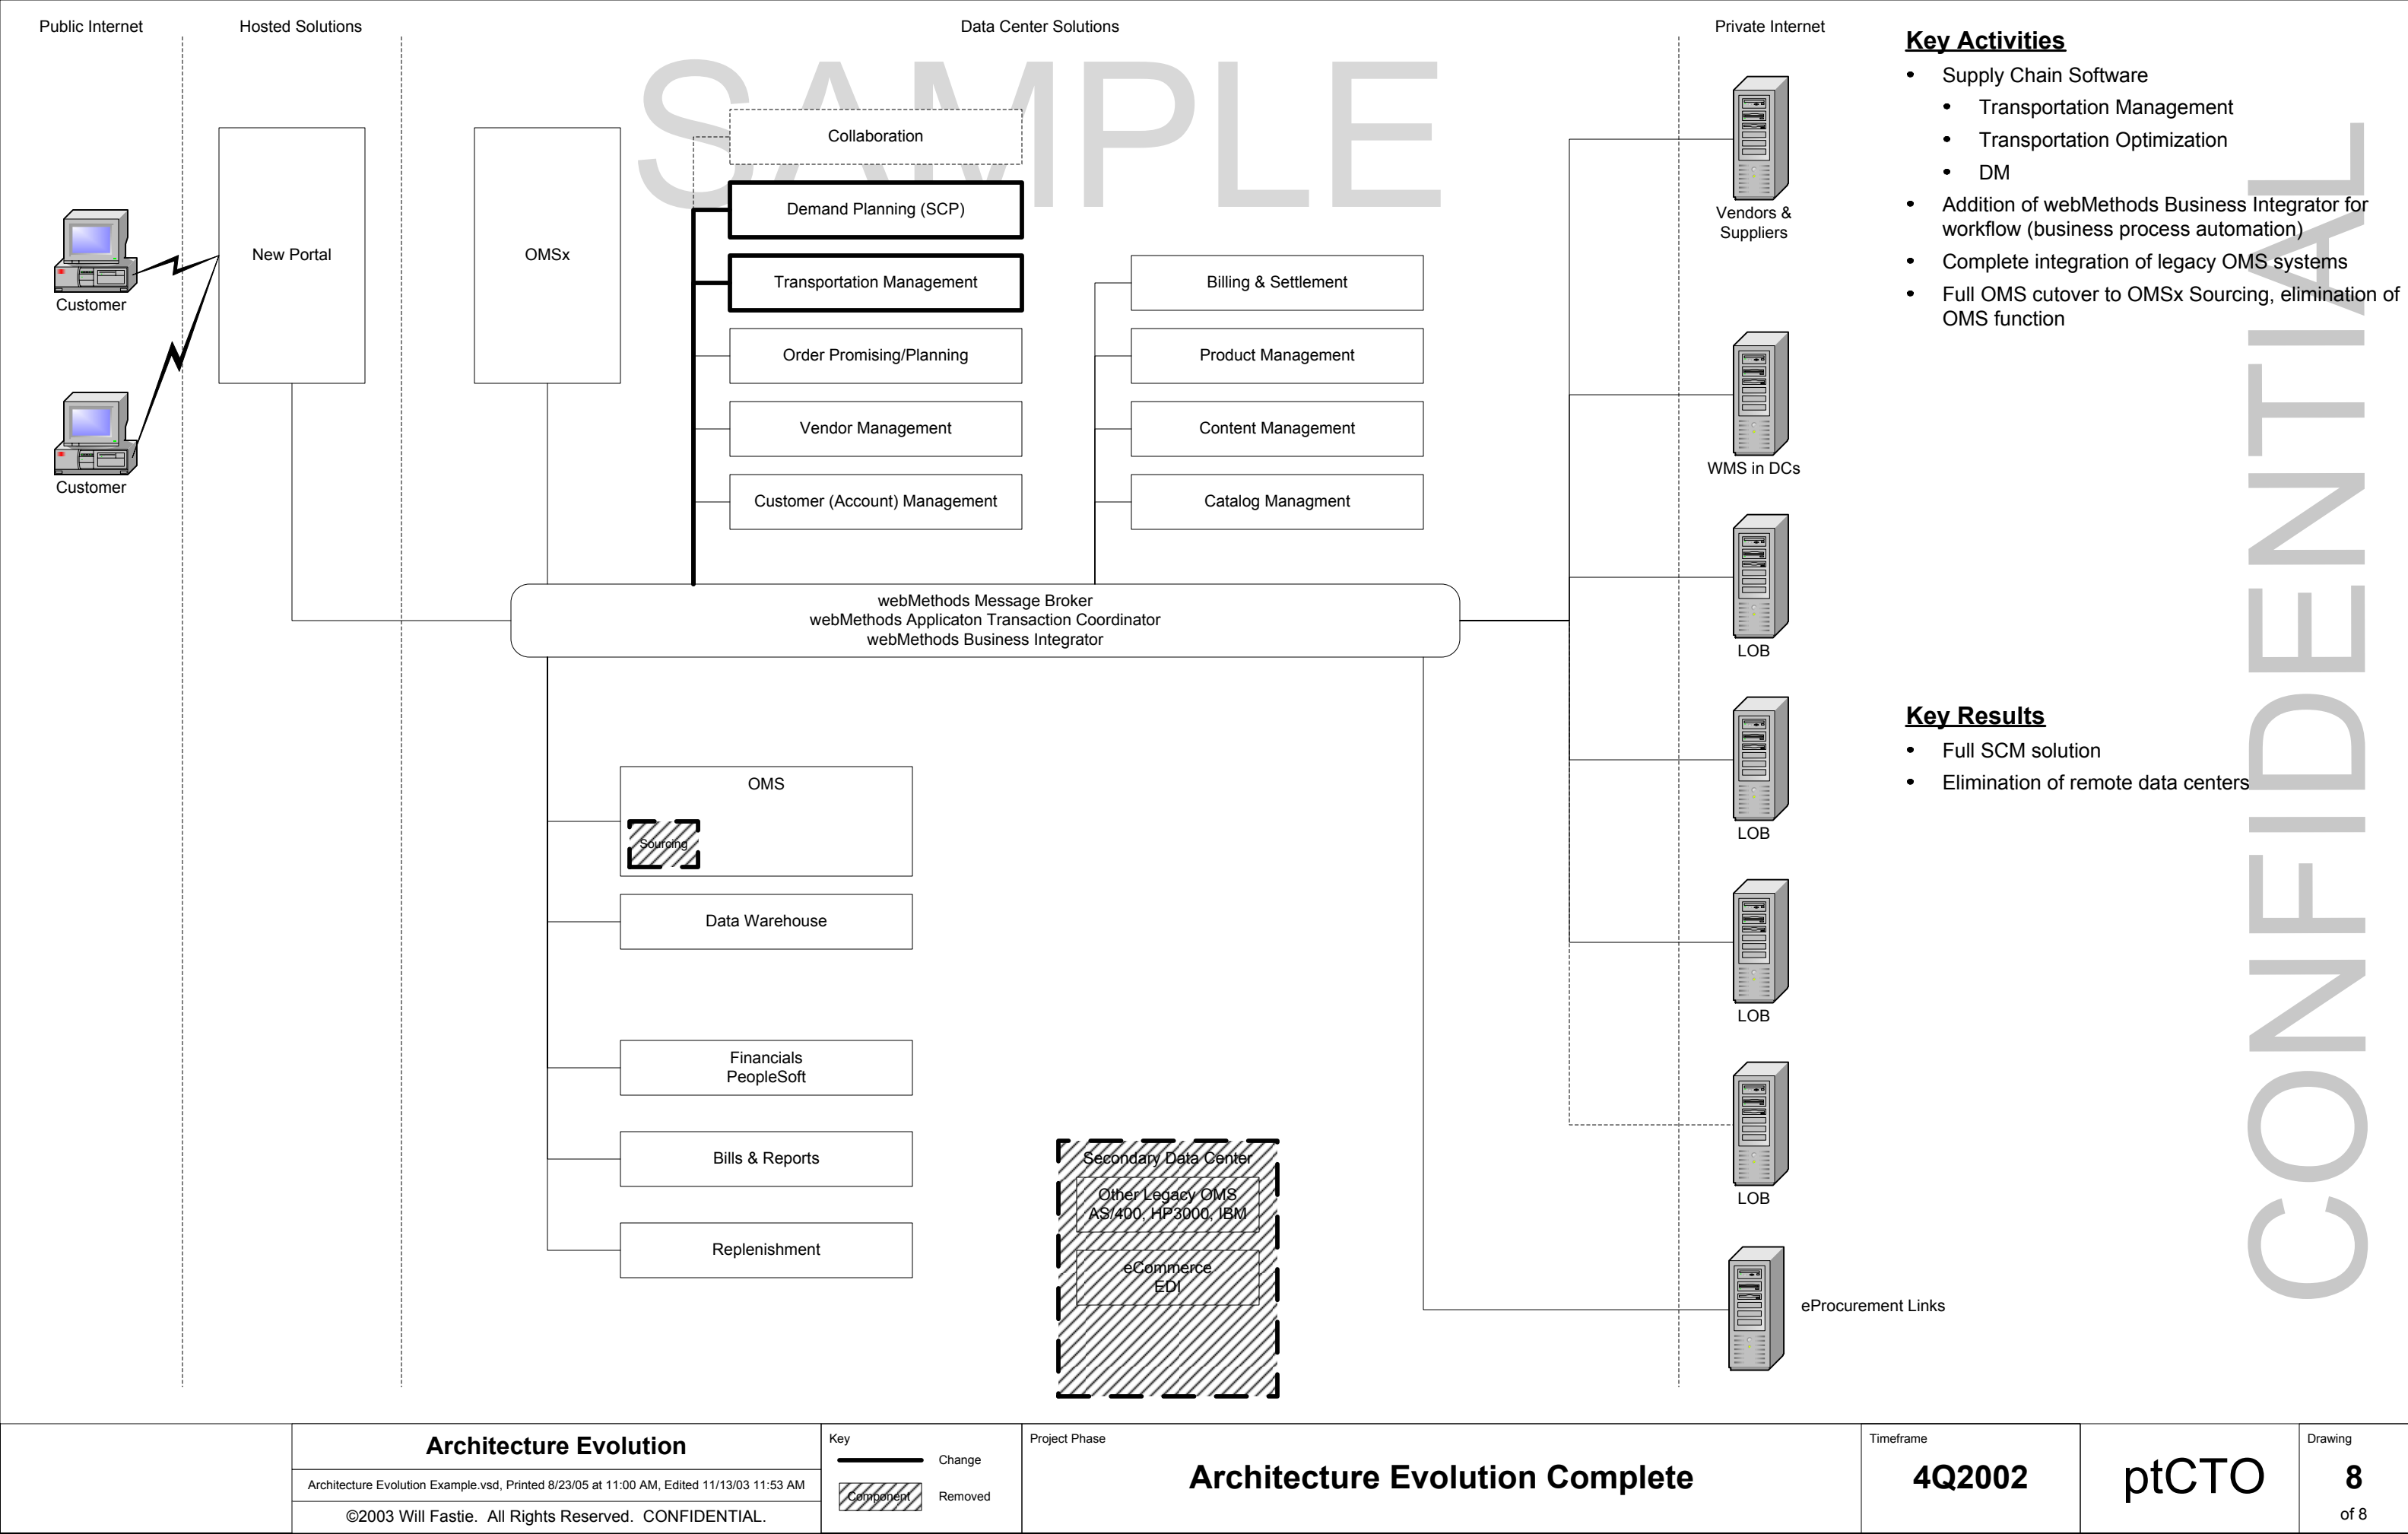 Public Internet
Hosted Solutions
Data Center Solutions
Private Internet
SAMPLE
CONFIDENTIAL
Customer
Customer
New Portal
OMSx
Collaboration
Demand Planning (SCP)
Transportation Management
Order Promising/Planning
Vendor Management
Customer (Account) Management
Billing & Settlement
Product Management
Content Management
Catalog Managment
webMethods Message Broker
webMethods Applicaton Transaction Coordinator
webMethods Business Integrator
OMS
Sourcing
Data Warehouse
Financials
PeopleSoft
Bills & Reports
Replenishment
Secondary Data Center
Other Legacy OMS
AS/400, HP3000, IBM
eCommerce
EDI
Vendors &
Suppliers
WMS in DCs
LOB
LOB
LOB
LOB
eProcurement Links
Key Activities
• Supply Chain Software
• Transportation Management
• Transportation Optimization
• DM
• Addition of webMethods Business Integrator for
workflow (business process automation)
• Complete integration of legacy OMS systems
• Full OMS cutover to OMSx Sourcing, elimination of
OMS function
Key Results
• Full SCM solution
• Elimination of remote data centers
Architecture Evolution
Architecture Evolution Example.vsd, Printed 8/23/05 at 11:00 AM, Edited 11/13/03 11:53 AM
©2003 Will Fastie. All Rights Reserved. CONFIDENTIAL.
Key
Change
Component
Removed
Project Phase
Architecture Evolution Complete
Timeframe
4Q2002
ptCTO
Drawing
8
of 8